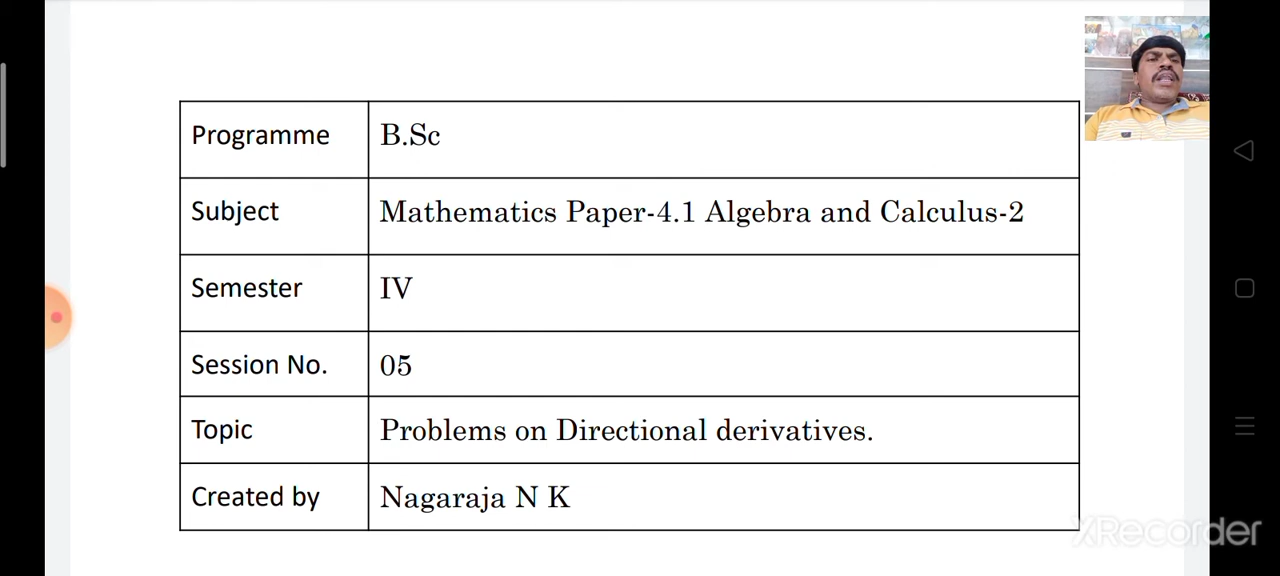 Programme B.Sc
Subject Mathematics Paper-4.1 Algebra and Calculus-2
Semester IV
Session No. 05
Topic Problems on Directional derivatives.
Created by Nagaraja N K
XRecorder